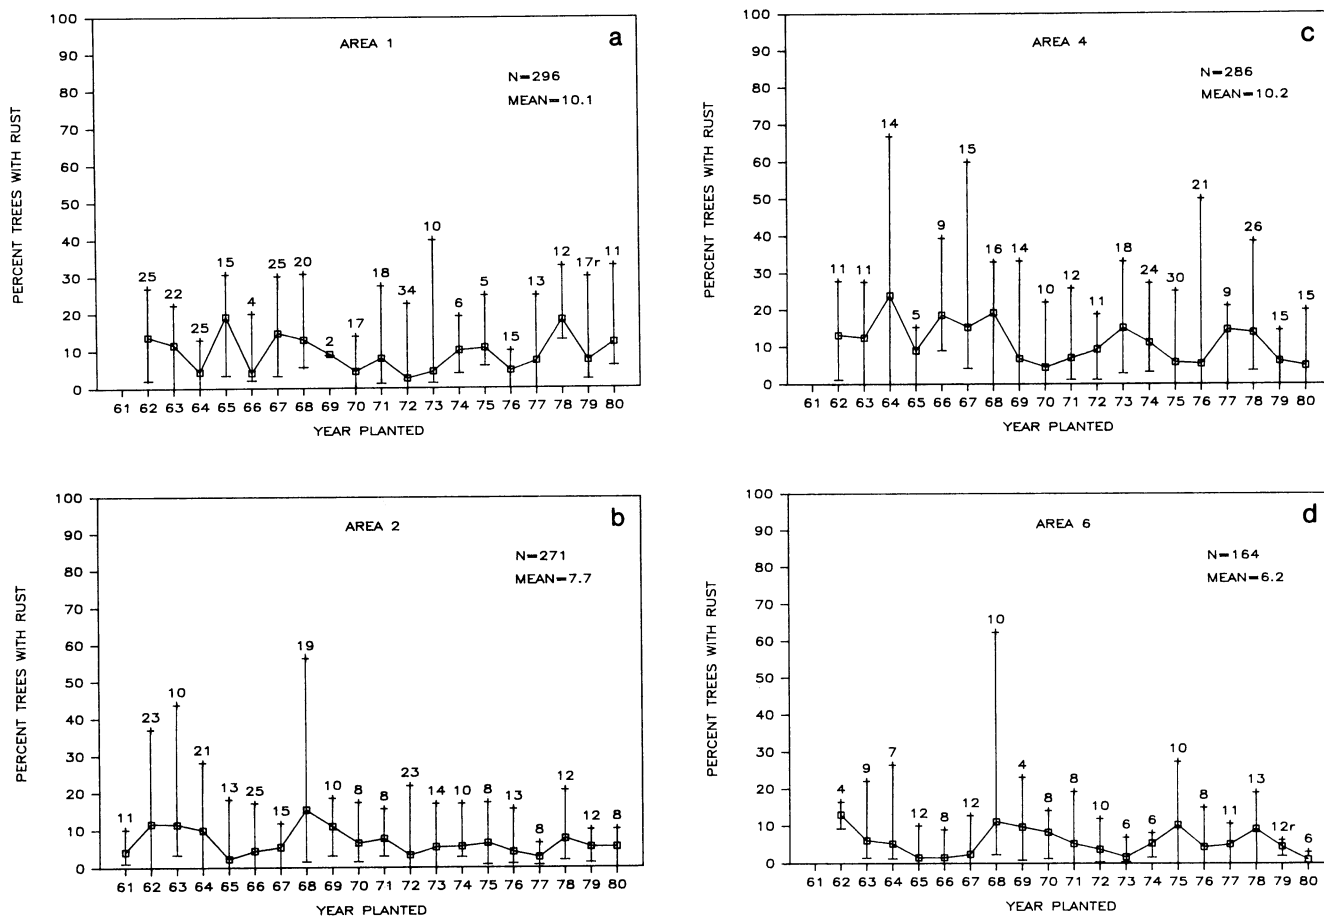 a
AREA 1
N=296
MEAN=10.1
PERCENT TREES WITH RUST
100
90
80
70
60
50
40
30
20
10
0
25 22 25 15 4 25 20 2 17 18 34 10 6 5 15 13 12 17r 11
61 62 63 64 65 66 67 68 69 70 71 72 73 74 75 76 77 78 79 80
YEAR PLANTED
c
AREA 4
N=286
MEAN=10.2
PERCENT TREES WITH RUST
100
90
80
70
60
50
40
30
20
10
0
11 11 14 5 9 15 16 14 10 12 11 18 24 30 21 9 26 14 15
61 62 63 64 65 66 67 68 69 70 71 72 73 74 75 76 77 78 79 80
YEAR PLANTED
b
AREA 2
N=271
MEAN=7.7
PERCENT TREES WITH RUST
100
90
80
70
60
50
40
30
20
10
0
11 23 10 21 13 25 15 19 10 8 8 23 14 10 8 13 8 12 12 8
61 62 63 64 65 66 67 68 69 70 71 72 73 74 75 76 77 78 79 80
YEAR PLANTED
d
AREA 6
N=164
MEAN=6.2
PERCENT TREES WITH RUST
100
90
80
70
60
50
40
30
20
10
0
4 9 7 12 8 12 10 4 8 8 10 6 6 10 8 11 13 12r 6
61 62 63 64 65 66 67 68 69 70 71 72 73 74 75 76 77 78 79 80
YEAR PLANTED